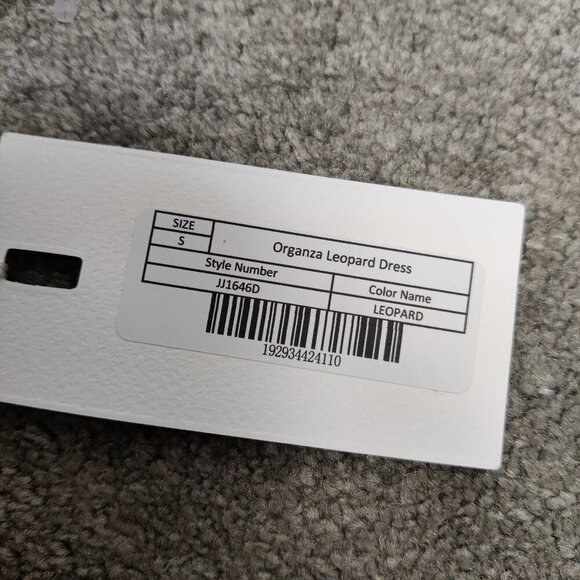 SIZE
Organza Leopard Dress
S
Style Number
Color Name
JJ1646D
LEOPARD
192934424110